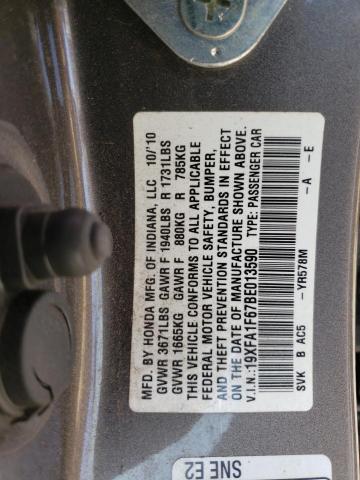 MFD. BY HONDA MFG. OF INDIANA, LLC 10/'10
GVWR 3671LBS GAWR F 1940LBS R 1731LBS
GVWR 1665KG GAWR F 880KG R 785KG
THIS VEHICLE CONFORMS TO ALL APPLICABLE
FEDERAL MOTOR VEHICLE SAFETY, BUMPER,
AND THEFT PREVENTION STANDARDS IN EFFECT
ON THE DATE OF MANUFACTURE SHOWN ABOVE.
V.I.N.:19XFA1F67BE013590 TYPE: PASSENGER CAR
-YR578M -A -E
SVK B AC5
SNE E2